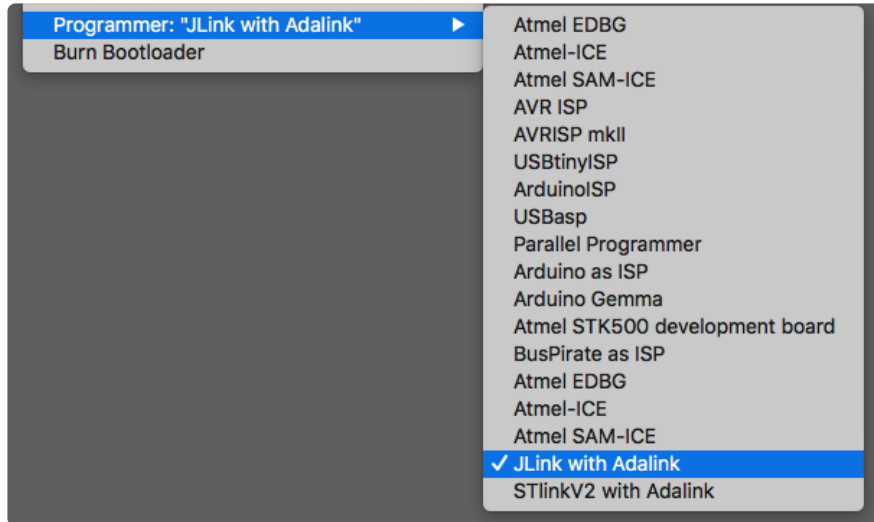 Programmer: "JLink with Adalink"
Burn Bootloader
Atmel EDBG
Atmel-ICE
Atmel SAM-ICE
AVR ISP
AVRISP mkII
USBtinyISP
ArduinoISP
USBasp
Parallel Programmer
Arduino as ISP
Arduino Gemma
Atmel STK500 development board
BusPirate as ISP
Atmel EDBG
Atmel-ICE
Atmel SAM-ICE
✓ JLink with Adalink
STlinkV2 with Adalink